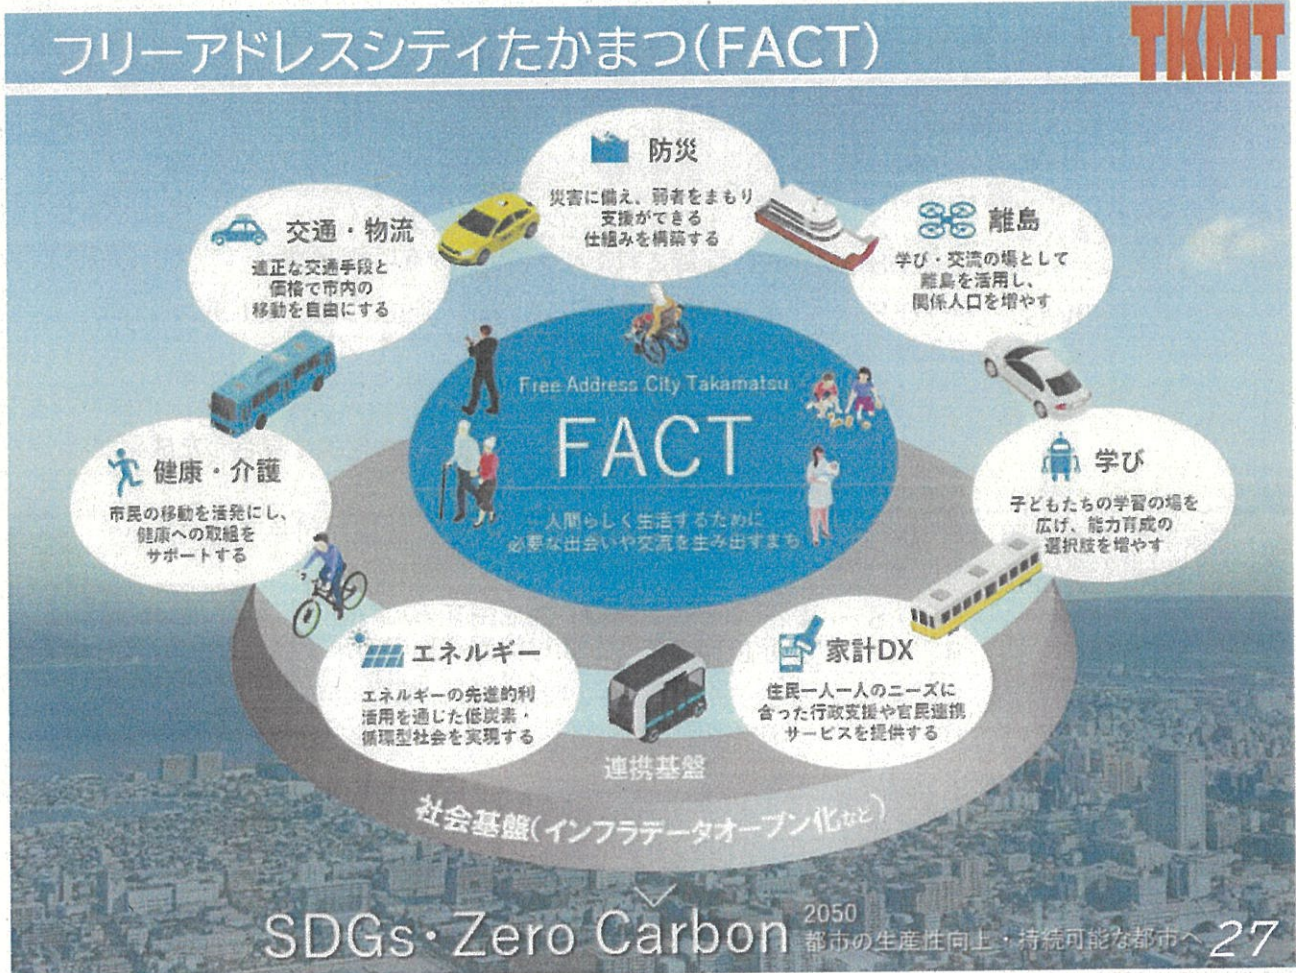 フリーアドレスシティたかまつ(FACT)
TKMT
防災
災害に備え、弱者をまもり
支援ができる
仕組みを構築する
交通・物流
適正な交通手段と
価格で市内の
移動を自由にする
離島
学び・交流の場として
離島を活用し、
関係人口を増やす
Free Address City Takamatsu
FACT
人間らしく生活するために
必要な出会いや交流を生み出すまち
健康・介護
市民の移動を活発にし、
健康への取組を
サポートする
学び
子どもたちの学習の場を
広げ、能力育成の
選択肢を増やす
エネルギー
エネルギーの先進的利
活用を通じた低炭素・
循環型社会を実現する
家計DX
住民一人一人のニーズに
合った行政支援や官民連携
サービスを提供する
連携基盤
社会基盤(インフラデータオープン化など)
SDGs・Zero Carbon
2050
都市の生産性向上・持続可能な都市へ
27